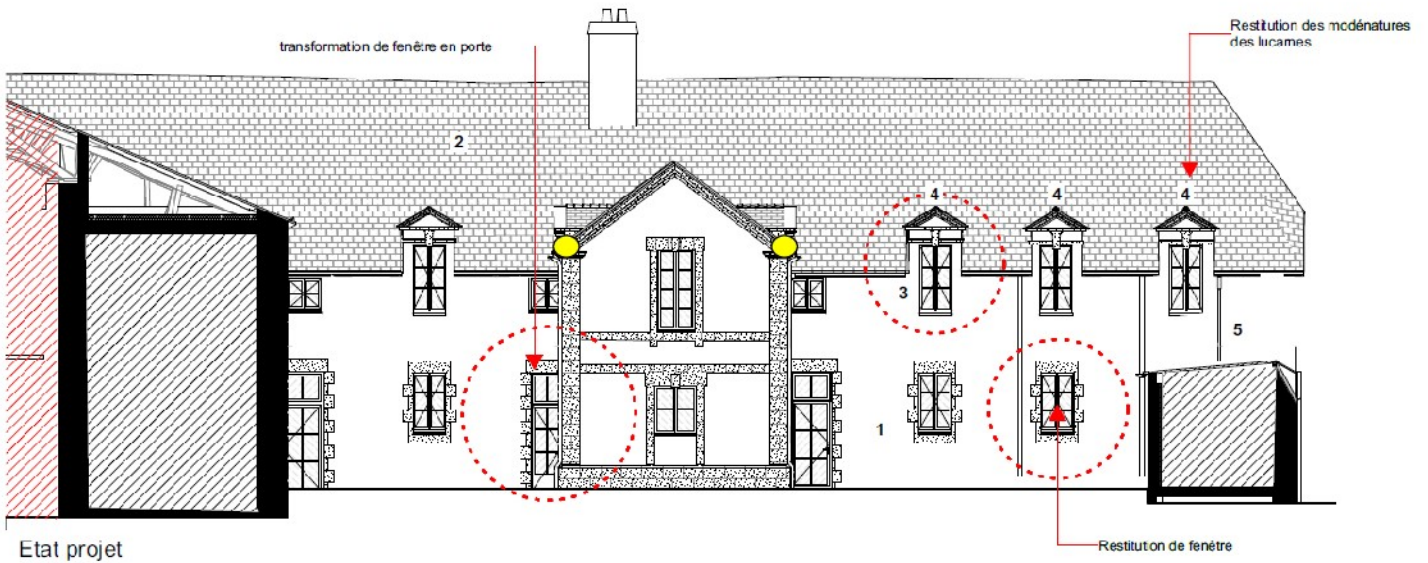 Restitution des modénatures
des lucarnes
transformation de fenêtre en porte
2
4 4 4
3
5
1
Restitution de fenêtre
Etat projet